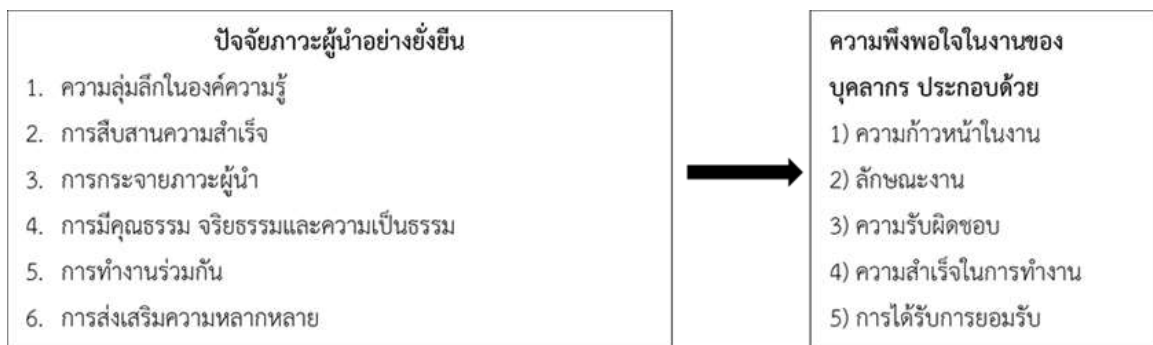 ปัจจัยภาวะผู้นำอย่างยั่งยืน
1. ความลุ่มลึกในองค์ความรู้
2. การสืบสานความสำเร็จ
3. การกระจายภาวะผู้นำ
4. การมีคุณธรรม จริยธรรมและความเป็นธรรม
5. การทำงานร่วมกัน
6. การส่งเสริมความหลากหลาย
ความพึงพอใจในงานของ
บุคลากร ประกอบด้วย
1) ความก้าวหน้าในงาน
2) ลักษณะงาน
3) ความรับผิดชอบ
4) ความสำเร็จในการทำงาน
5) การได้รับการยอมรับ